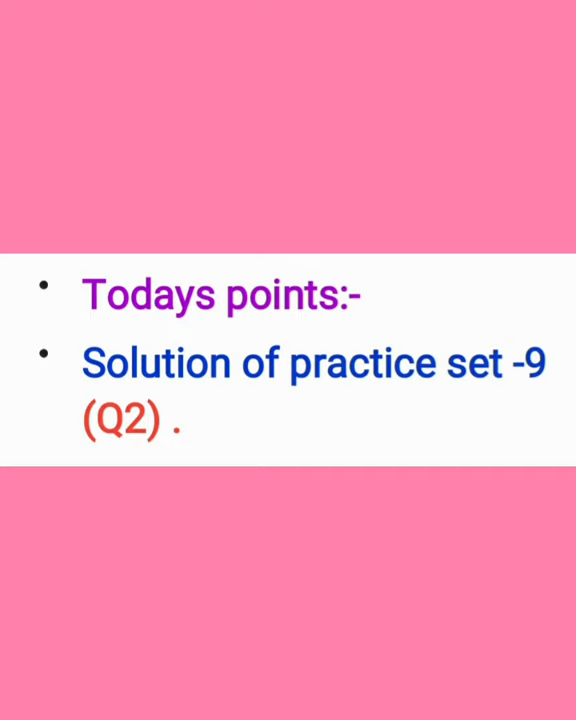 • Todays points:-
• Solution of practice set -9
(Q2) .